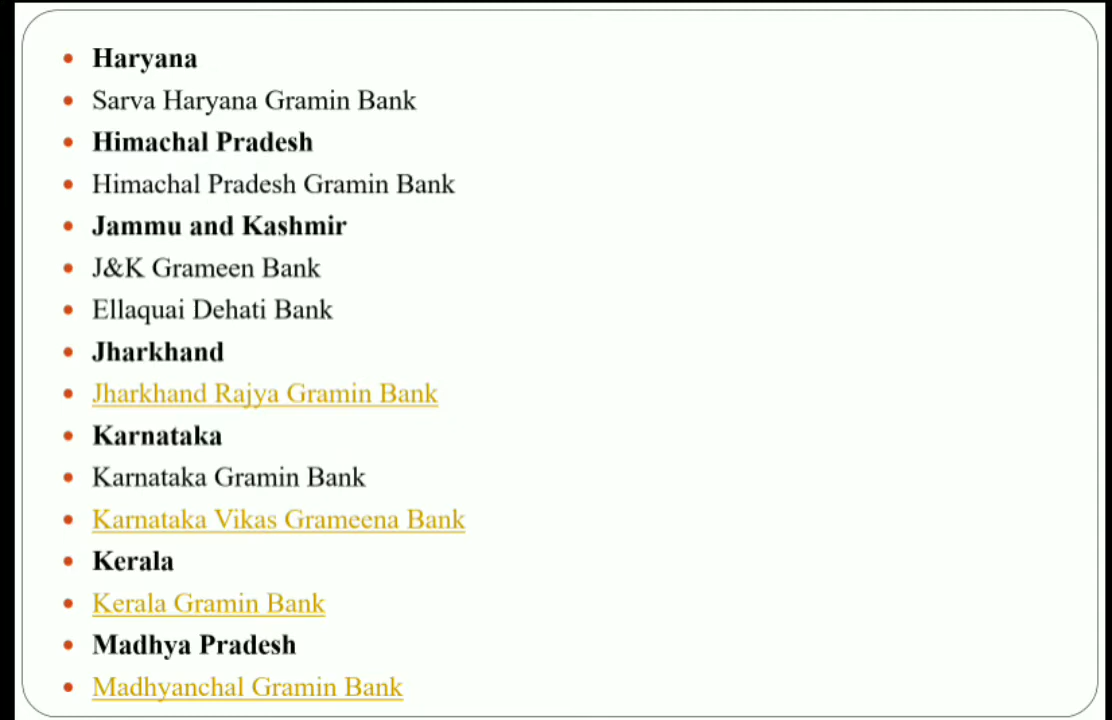 Haryana
Sarva Haryana Gramin Bank
Himachal Pradesh
Himachal Pradesh Gramin Bank
Jammu and Kashmir
J&K Grameen Bank
Ellaquai Dehati Bank
Jharkhand
Jharkhand Rajya Gramin Bank
Karnataka
Karnataka Gramin Bank
Karnataka Vikas Grameena Bank
Kerala
Kerala Gramin Bank
Madhya Pradesh
Madhyanchal Gramin Bank